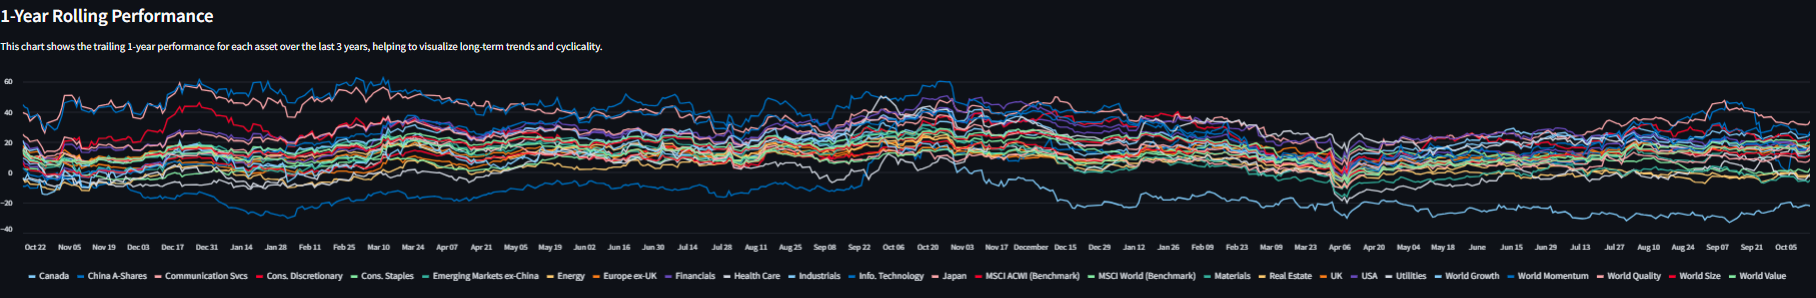 1-Year Rolling Performance
This chart shows the trailing 1-year performance for each asset over the last 3 years, helping to visualize long-term trends and cyclicality.
60
40
20
0
-20
-40
Oct 22 Nov 05 Nov 19 Dec 03 Dec 17 Dec 31 Jan 14 Jan 28 Feb 11 Feb 25 Mar 10 Mar 24 Apr 07 Apr 21 May 05 May 19 Jun 02 Jun 16 Jun 30 Jul 14 Jul 28 Aug 11 Aug 25 Sep 08 Sep 22 Oct 06 Oct 20 Nov 03 Nov 17 December Dec 15 Dec 29 Jan 12 Jan 26 Feb 09 Feb 23 Mar 09 Mar 23 Apr 06 Apr 20 May 04 May 18 June Jun 15 Jun 29 Jul 13 Jul 27 Aug 10 Aug 24 Sep 07 Sep 21 Oct 05
Canada China A-Shares Communication Svcs Cons. Discretionary Cons. Staples Emerging Markets ex-China Energy Europe ex-UK Financials Health Care Industrials Info. Technology Japan MSCI ACWI (Benchmark) MSCI World (Benchmark) Materials Real Estate UK USA Utilities World Growth World Momentum World Quality World Size World Value